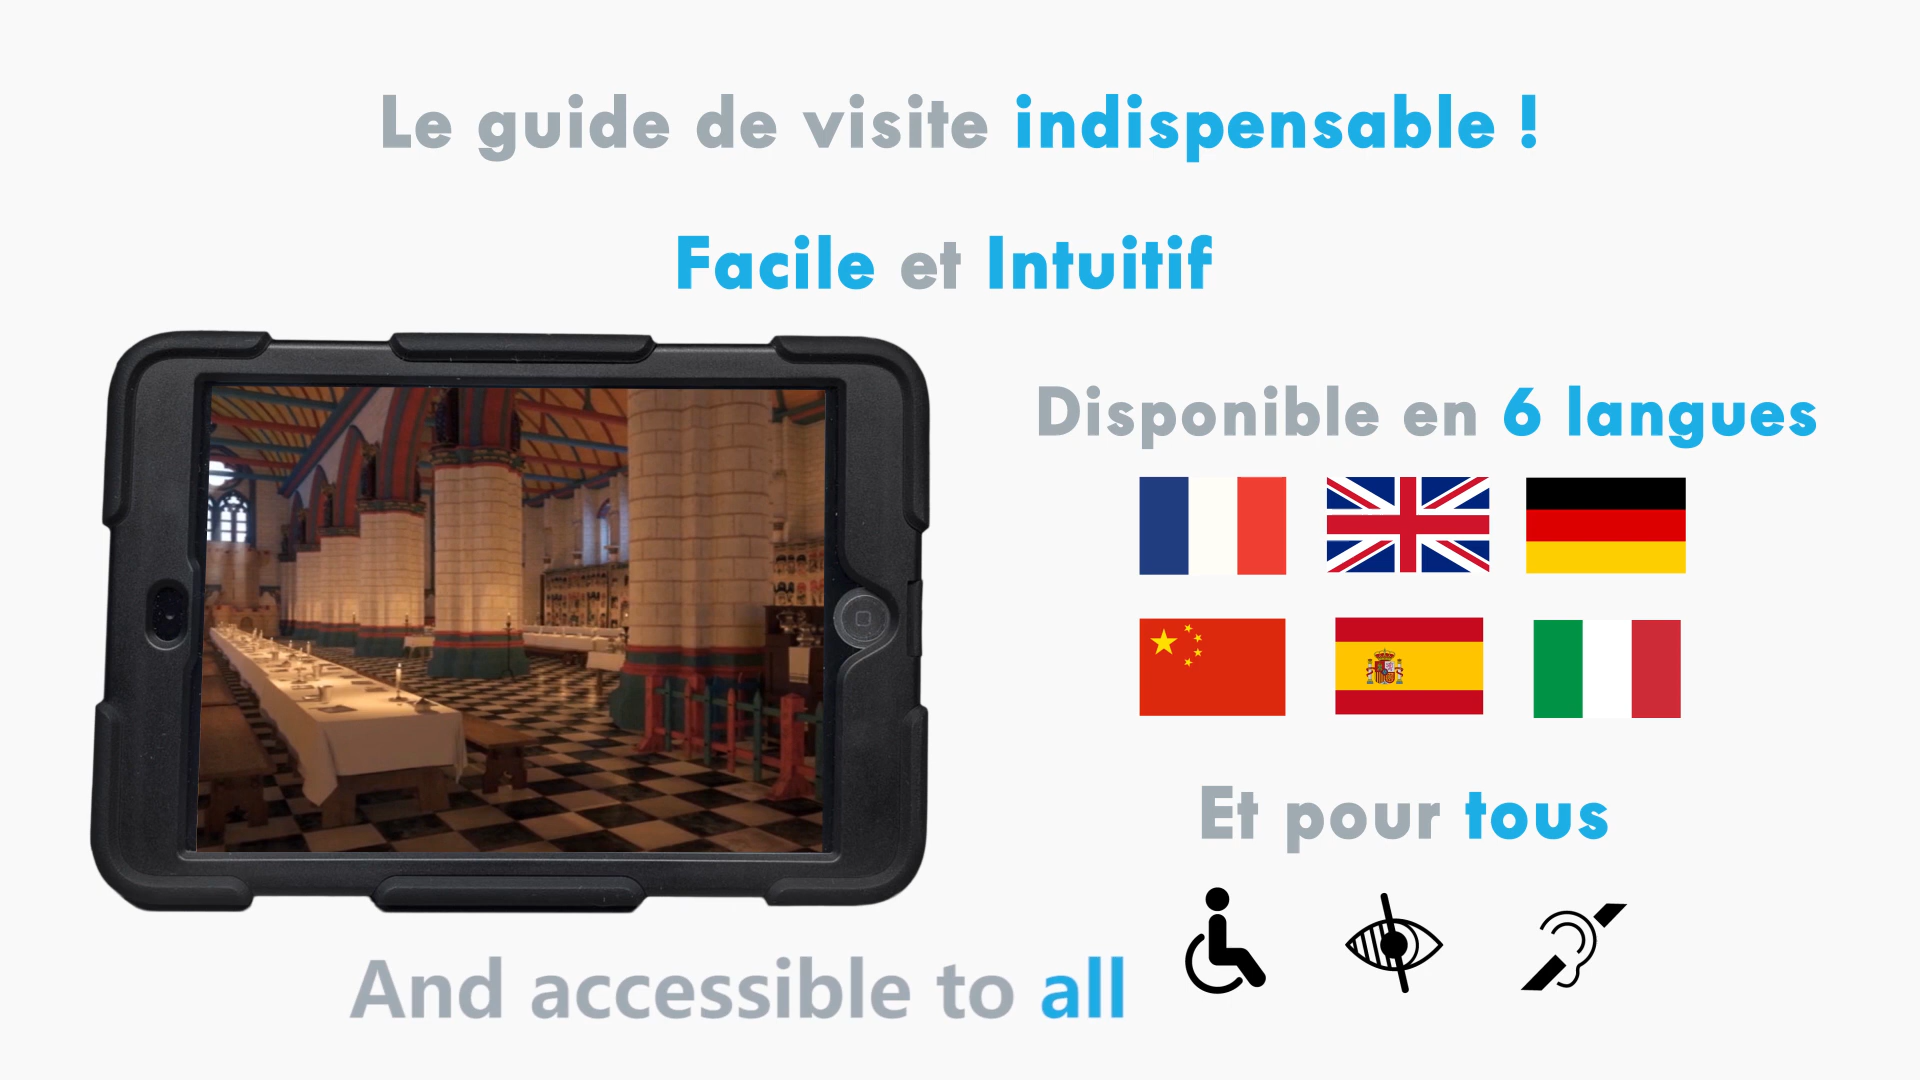 Le guide de visite indispensable !
Facile et Intuitif
Disponible en 6 langues
Et pour tous
And accessible to all